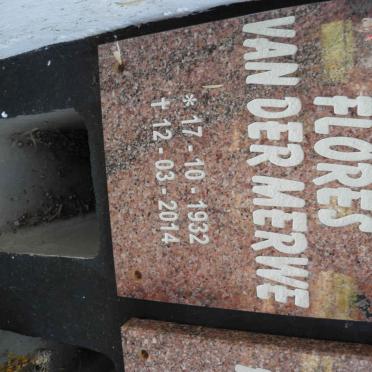 FLORES
VAN DER MERWE
* 17 - 10 - 1932
✝ 12 - 03 - 2014